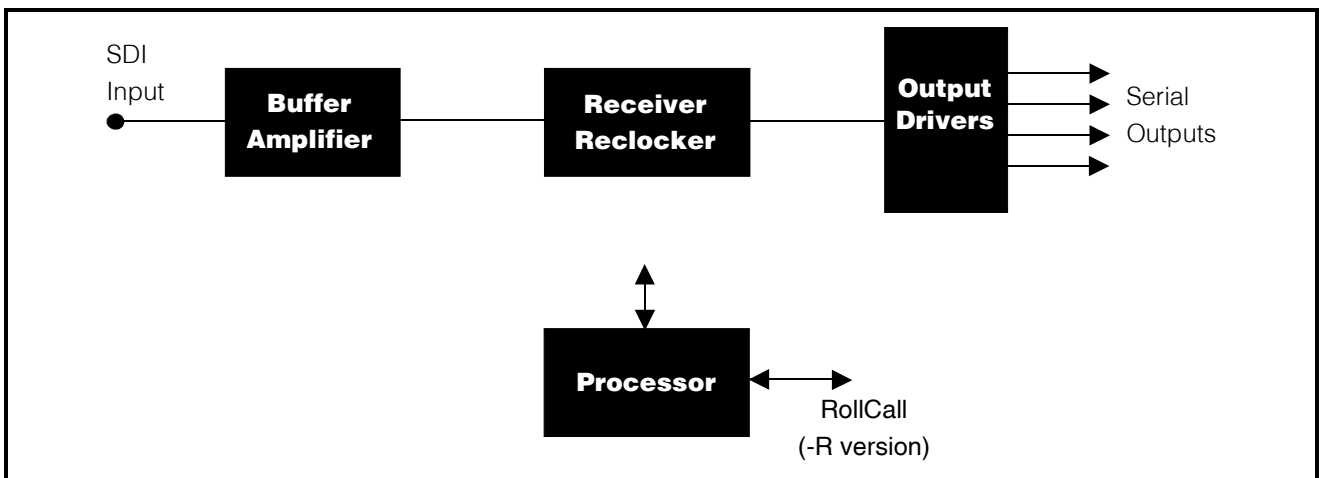 SDI
Input
Buffer
Amplifier
Receiver
Reclocker
Output
Drivers
Serial
Outputs
Processor
RollCall
(-R version)